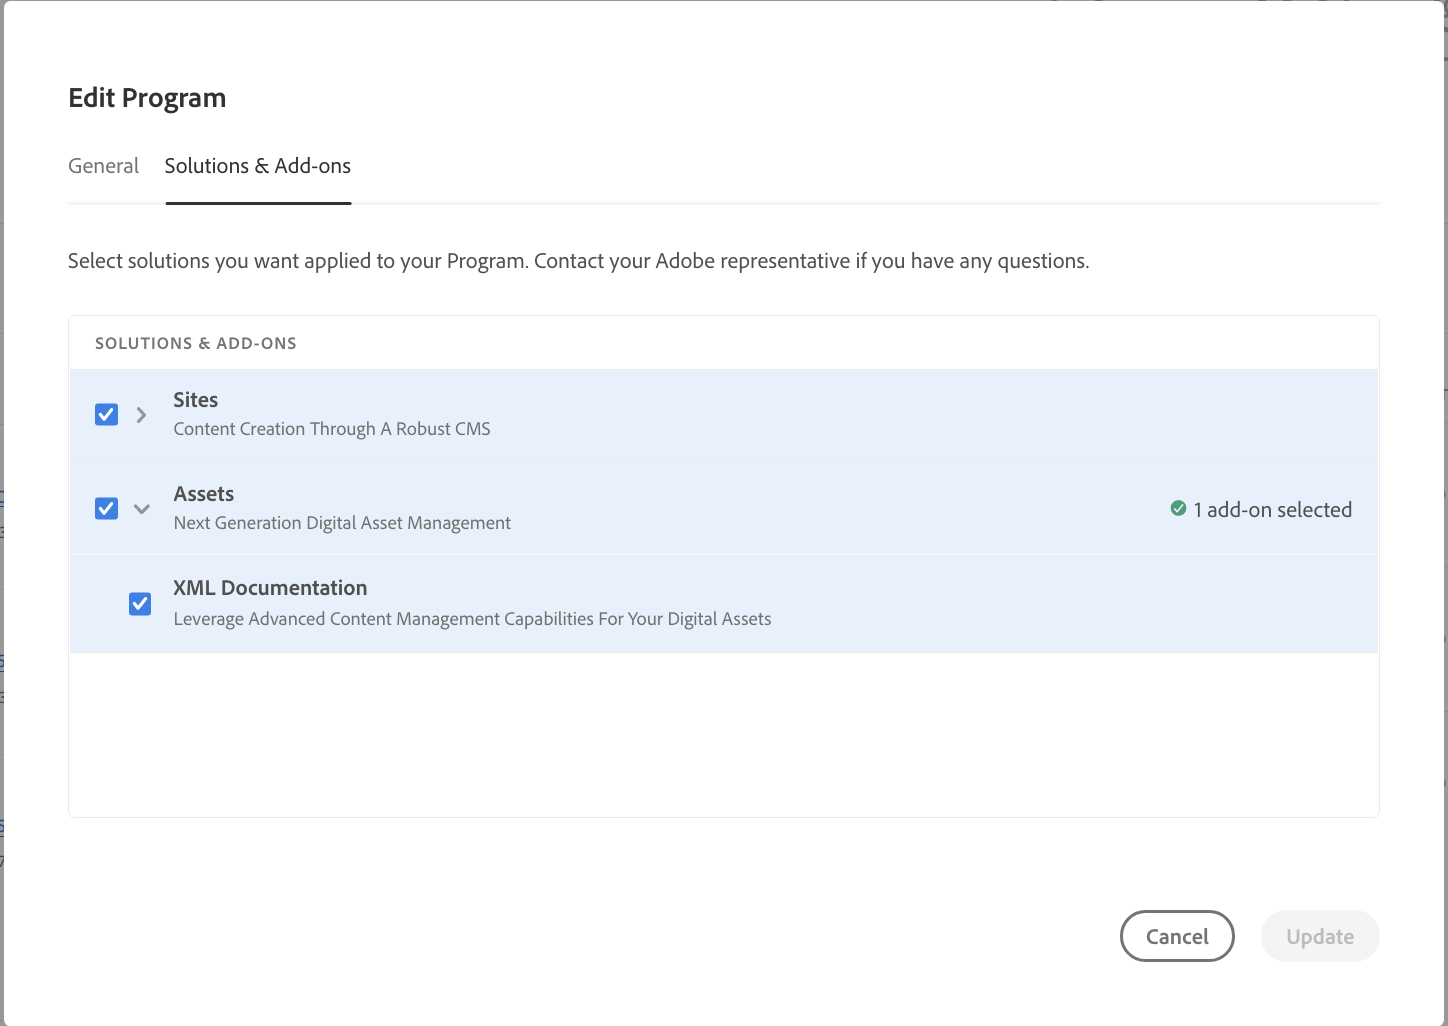 Edit Program
General Solutions & Add-ons
Select solutions you want applied to your Program. Contact your Adobe representative if you have any questions.
SOLUTIONS & ADD-ONS
Sites
Content Creation Through A Robust CMS
Assets
Next Generation Digital Asset Management
1 add-on selected
XML Documentation
Leverage Advanced Content Management Capabilities For Your Digital Assets
Cancel Update